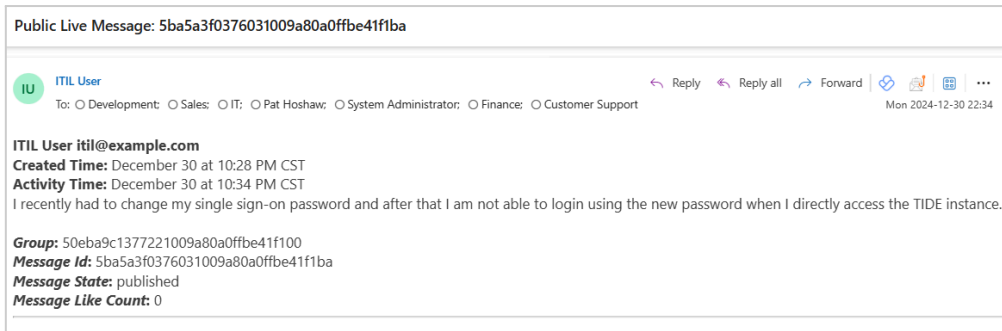 Public Live Message: 5ba5a3f0376031009a80a0ffbe41f1ba
IU
ITIL User
Reply Reply all Forward
To: Development; Sales; IT; Pat Hoshaw; System Administrator; Finance; Customer Support
Mon 2024-12-30 22:34
ITIL User itil@example.com
Created Time: December 30 at 10:28 PM CST
Activity Time: December 30 at 10:34 PM CST
I recently had to change my single sign-on password and after that I am not able to login using the new password when I directly access the TIDE instance.
Group: 50eba9c1377221009a80a0ffbe41f100
Message Id: 5ba5a3f0376031009a80a0ffbe41f1ba
Message State: published
Message Like Count: 0